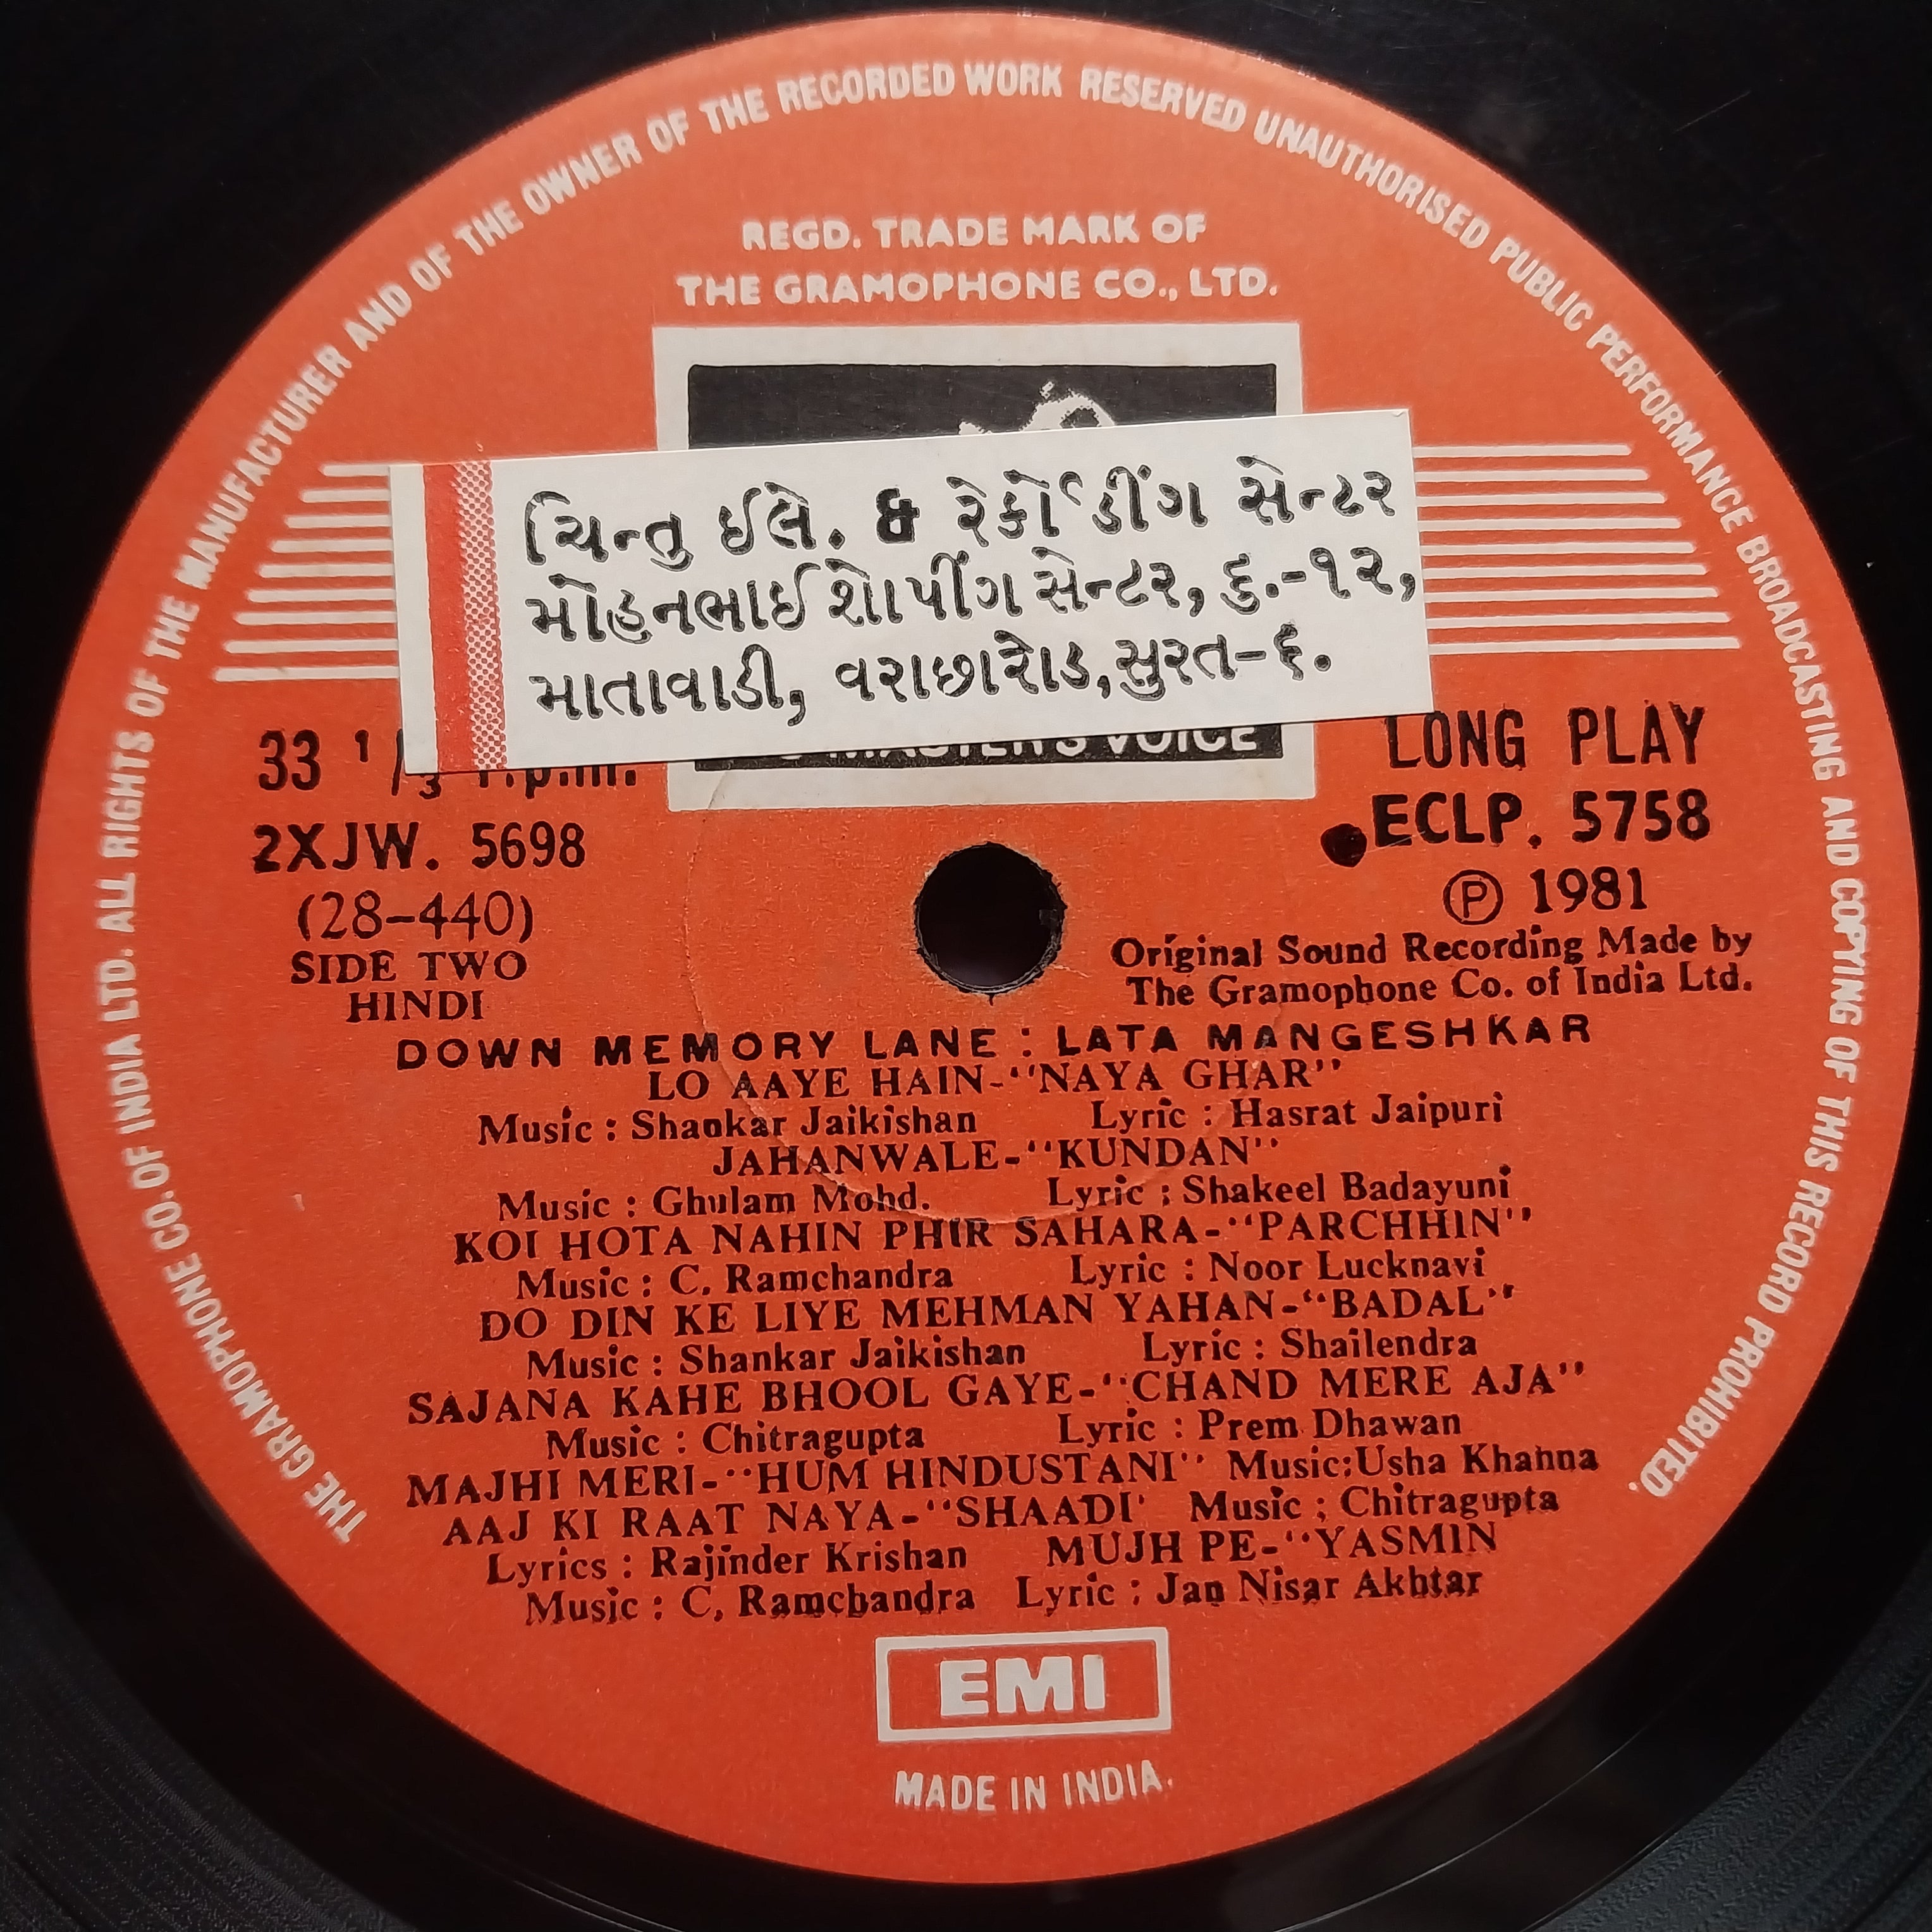 THE GRAMOPHONE CO. OF INDIA LTD. ALL RIGHTS OF THE MANUFACTURER AND OF THE OWNER OF THE RECORDED WORK RESERVED UNAUTHORISED PUBLIC PERFORMANCE BROADCASTING AND COPYING OF THIS RECORD PROHIBITED.
REGD. TRADE MARK OF
THE GRAMOPHONE CO., LTD.
ચિન્તુ ઈલે. & રેકોર્ડીંગ સેન્ટર
મોહનભાઈ શોપીંગ સેન્ટર, દુ.-૧૨,
માતાવાડી, વરાછારોડ,સુરત-૬.
MASTER'S VOICE
33 1/3 r.p.m.
2XJW. 5698
(28-440)
SIDE TWO
HINDI
LONG PLAY
ECLP. 5758
Ⓟ 1981
Original Sound Recording Made by
The Gramophone Co. of India Ltd.
DOWN MEMORY LANE : LATA MANGESHKAR
LO AAYE HAIN-"NAYA GHAR"
Music : Shankar Jaikishan Lyric : Hasrat Jaipuri
JAHANWALE-"KUNDAN"
Music : Ghulam Mohd. Lyric : Shakeel Badayuni
KOI HOTA NAHIN PHIR SAHARA-"PARCHHIN"
Music : C. Ramchandra Lyric : Noor Lucknavi
DO DIN KE LIYE MEHMAN YAHAN-"BADAL"
Music : Shankar Jaikishan Lyric : Shailendra
SAJANA KAHE BHOOL GAYE-"CHAND MERE AJA"
Music : Chitragupta Lyric : Prem Dhawan
MAJHI MERI-"HUM HINDUSTANI" Music:Usha Khanna
AAJ KI RAAT NAYA-"SHAADI' Music ; Chitragupta
Lyrics : Rajinder Krishan MUJH PE-"YASMIN
Music : C. Ramchandra Lyric : Jan Nisar Akhtar
EMI
MADE IN INDIA.